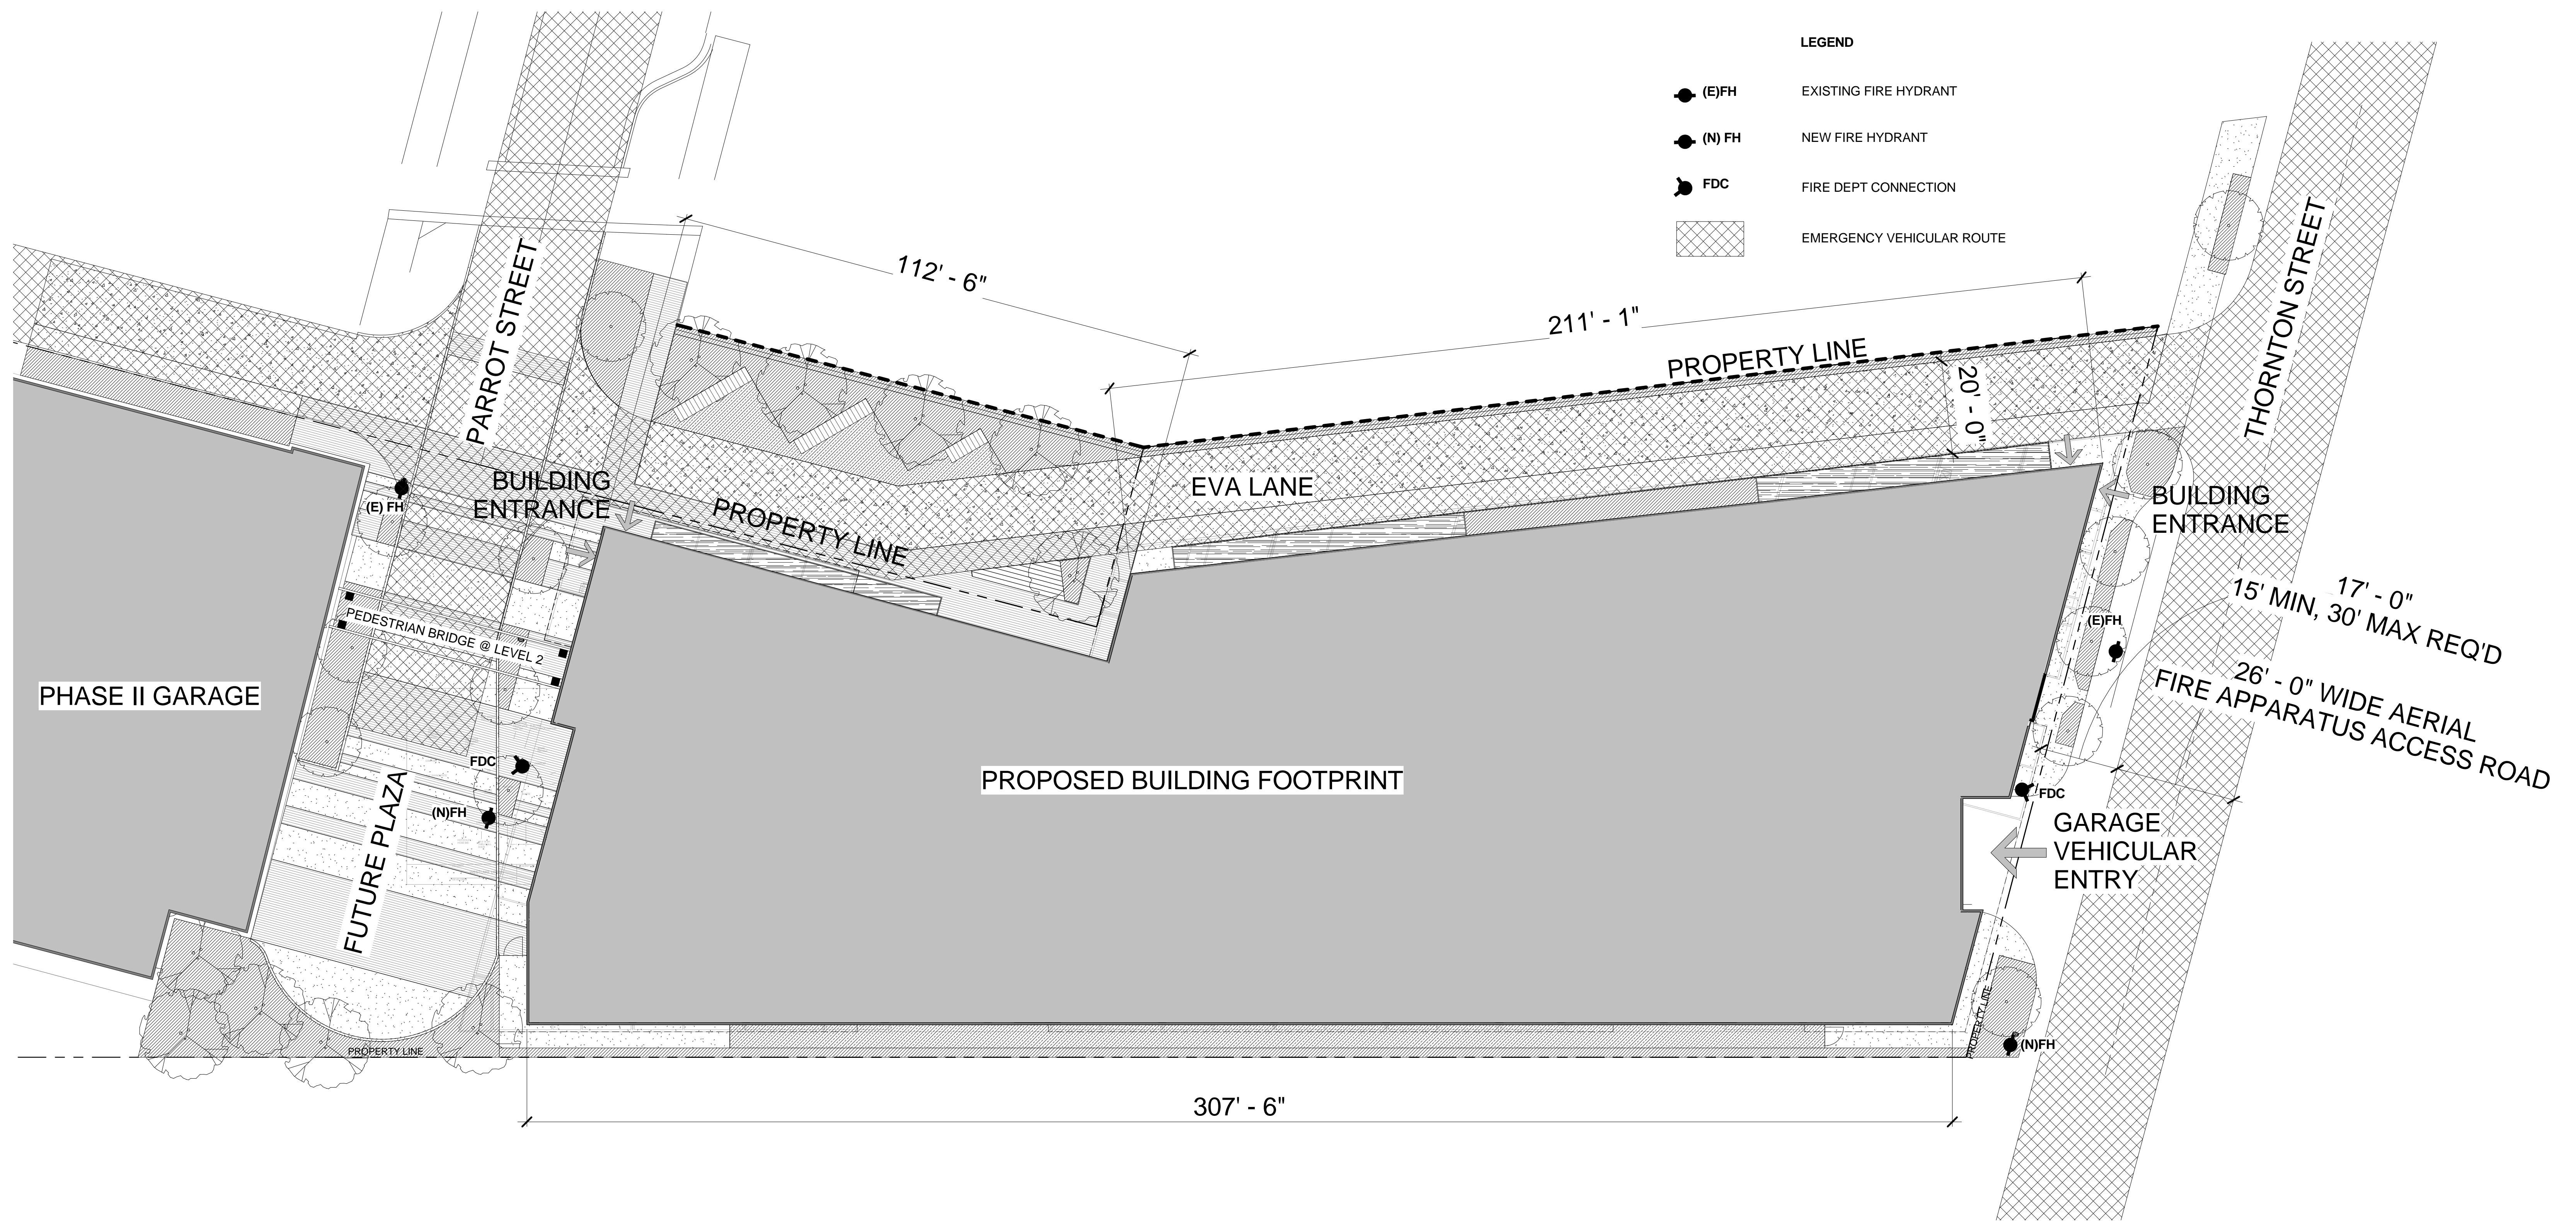 LEGEND
(E)FH EXISTING FIRE HYDRANT
(N) FH NEW FIRE HYDRANT
FDC FIRE DEPT CONNECTION
EMERGENCY VEHICULAR ROUTE
PARROT STREET
112' - 6"
211' - 1"
PROPERTY LINE
20' - 0"
THORNTON STREET
BUILDING
ENTRANCE
(E) FH
PROPERTY LINE
EVA LANE
BUILDING
ENTRANCE
PEDESTRIAN BRIDGE @ LEVEL 2
(E)FH
17' - 0"
15' MIN, 30' MAX REQ'D
26' - 0" WIDE AERIAL
FIRE APPARATUS ACCESS ROAD
PHASE II GARAGE
FDC
(N)FH
FUTURE PLAZA
PROPOSED BUILDING FOOTPRINT
FDC
GARAGE
VEHICULAR
ENTRY
PROPERTY LINE
PROPERTY LINE
(N)FH
307' - 6"